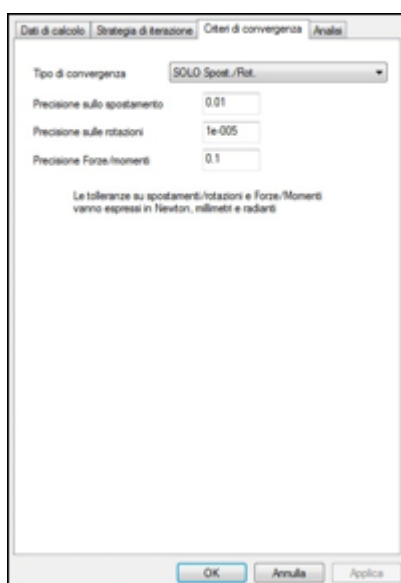 Dati di calcolo Strategia di iterazione Criteri di convergenza Analisi
Tipo di convergenza SOLO Spost./Rot.
Precisione sullo spostamento 0.01
Precisione sulle rotazioni 1e-005
Precisione Forze/momenti 0.1
Le tolleranze su spostamenti/rotazioni e Forze/Momenti
vanno espressi in Newton, millimetri e radianti
OK Annulla Applica